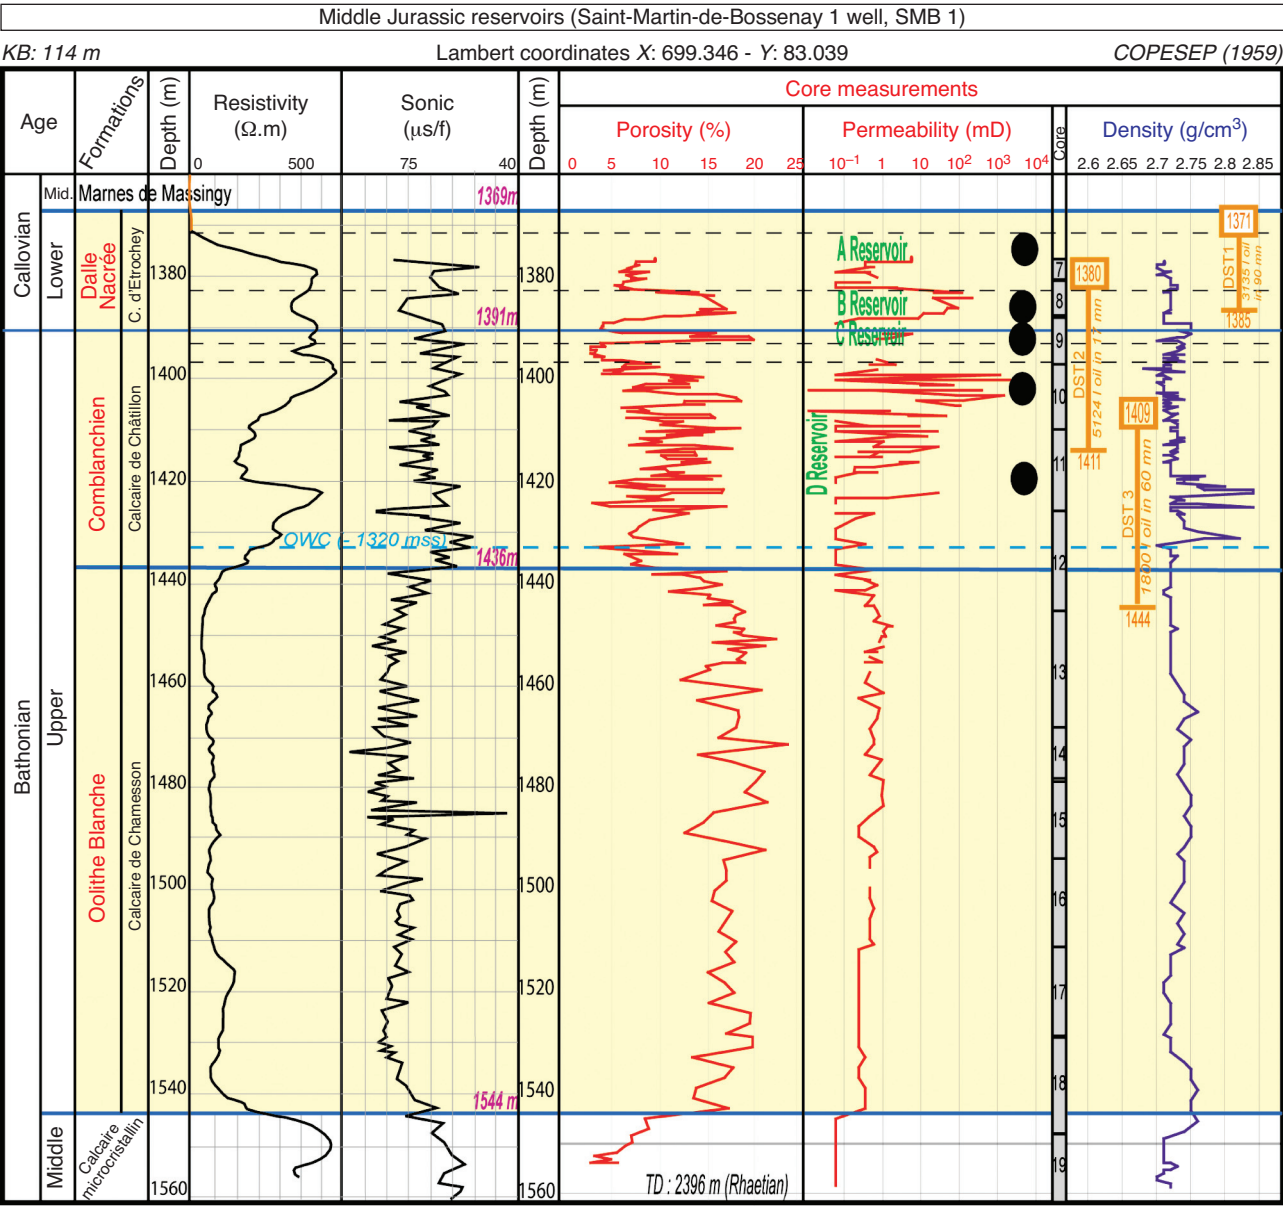 Middle Jurassic reservoirs (Saint-Martin-de-Bossenay 1 well, SMB 1)
KB: 114 m
Lambert coordinates X: 699.346 - Y: 83.039
COPESEP (1959)
Age
Formations
Depth (m)
Resistivity
(Ω.m)
0 500
Sonic
(µs/f)
75 40
Depth (m)
Core measurements
Porosity (%)
0 5 10 15 20 25
Permeability (mD)
10⁻¹ 1 10 10² 10³ 10⁴
Core
Density (g/cm³)
2.6 2.65 2.7 2.75 2.8 2.85
Callovian
Bathonian
Mid.
Lower
Upper
Middle
Marnes de Massingy
Dalle
Nacrée
C. d'Etrochey
Comblanchien
Calcaire de Châtillon
Oolithe Blanche
Calcaire de Chamesson
Calcaire
microcristallin
1380
1400
1420
1440
1460
1480
1500
1520
1540
1560
1369m
1391m
OWC (- 1320 mss)
1436m
1544 m
1380
1400
1420
1440
1460
1480
1500
1520
1540
1560
TD : 2396 m (Rhaetian)
A Reservoir
B Reservoir
C Reservoir
D Reservoir
7
8
9
10
11
12
13
14
15
16
17
18
19
1371
DST1
3135 l oil
in 90 mn
1385
1380
DST2
5124 l oil in 17 mn
1411
1409
DST 3
1800 l oil in 60 mn
1444